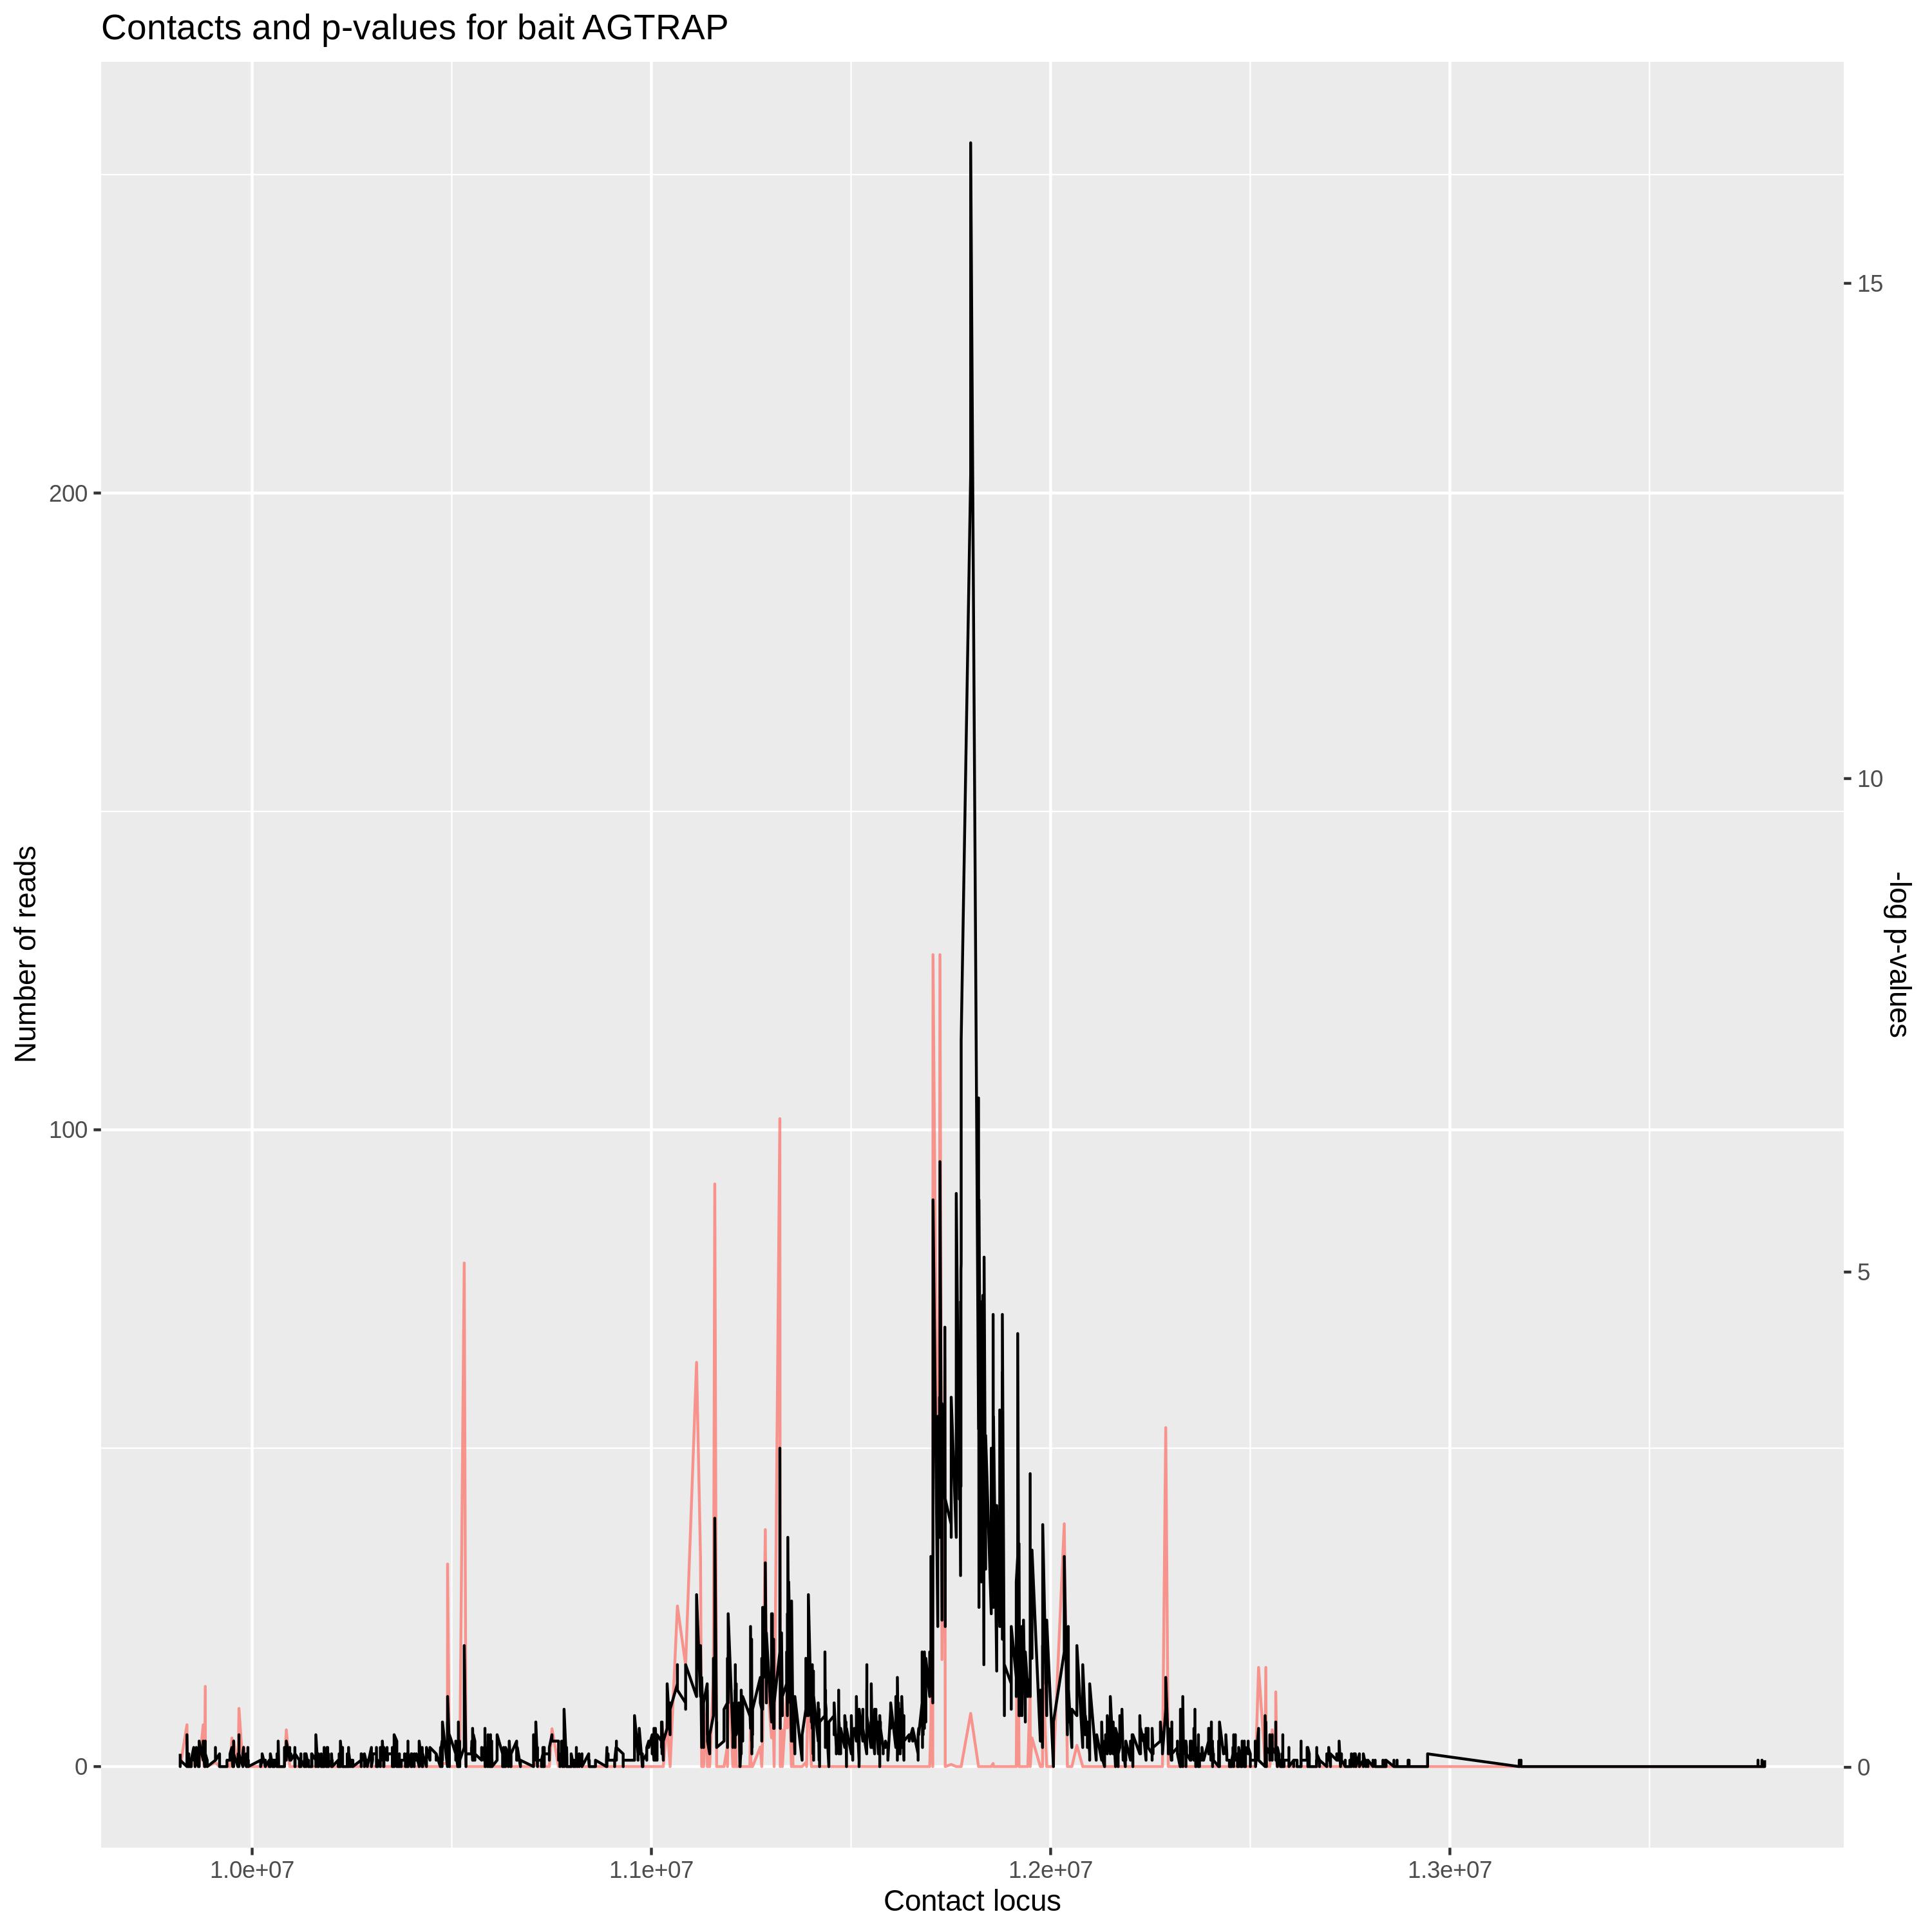 Contacts and p-values for bait AGTRAP
200
100
0
Number of reads
15
10
5
0
-log p-values
1.0e+07
1.1e+07
1.2e+07
1.3e+07
Contact locus